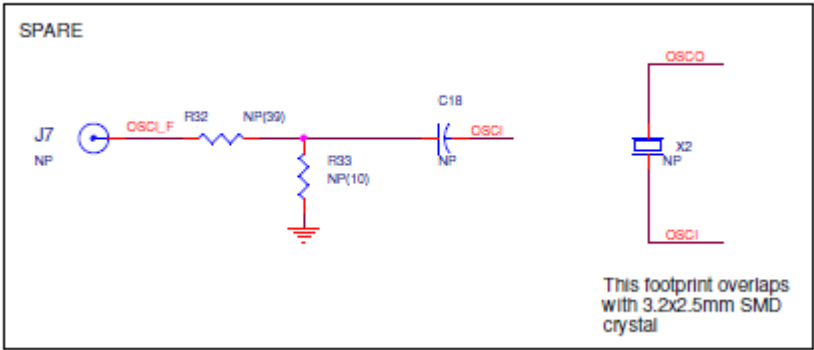 SPARE
OSCO
C18
R32 NP(39)
J7 OSCI_F OSCI
NP
NP
X2
NP
R33
NP(10)
OSCI
This footprint overlaps
with 3.2x2.5mm SMD
crystal